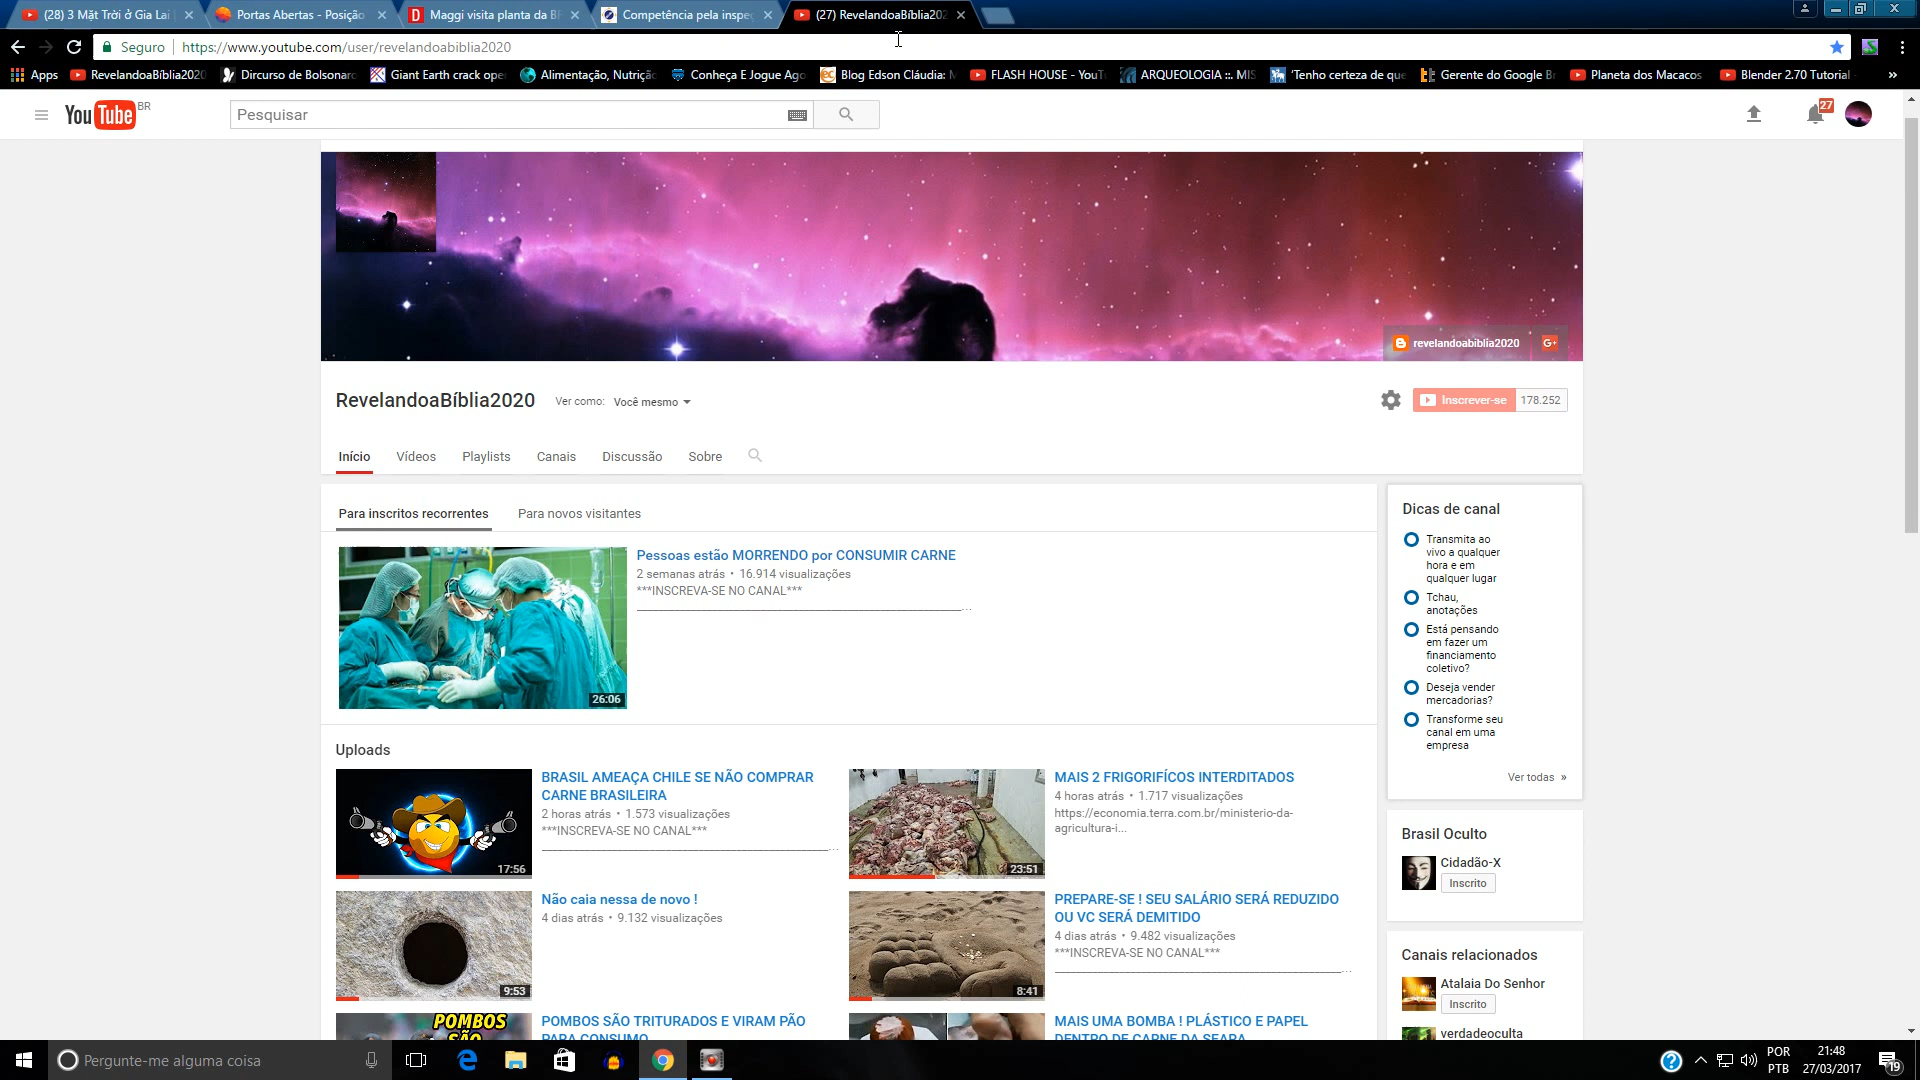 (28) 3 Mặt Trời ở Gia Lai
Portas Abertas - Posição
Maggi visita planta da B
Competência pela inspe
(27) RevelandoaBíblia202
Seguro
https://www.youtube.com/user/revelandoabiblia2020
Apps
RevelandoaBíblia2020
Dircurso de Bolsonaro
Giant Earth crack ope
Alimentação, Nutriçã
Conheça E Jogue Ago
Blog Edson Cláudia:
FLASH HOUSE - YouT
ARQUEOLOGIA ::. MIS
'Tenho certeza de que
Gerente do Google B
Planeta dos Macacos
Blender 2.70 Tutorial
»
YouTube BR
Pesquisar
27
revelandoabiblia2020
G+
RevelandoaBíblia2020
Ver como: Você mesmo
Inscrever-se 178.252
Início Vídeos Playlists Canais Discussão Sobre
Para inscritos recorrentes Para novos visitantes
Pessoas estão MORRENDO por CONSUMIR CARNE
2 semanas atrás • 16.914 visualizações
***INSCREVA-SE NO CANAL***
26:06
Uploads
BRASIL AMEAÇA CHILE SE NÃO COMPRAR
CARNE BRASILEIRA
2 horas atrás • 1.573 visualizações
***INSCREVA-SE NO CANAL***
17:56
MAIS 2 FRIGORIFÍCOS INTERDITADOS
4 horas atrás • 1.717 visualizações
https://economia.terra.com.br/ministerio-da-
agricultura-i...
23:51
Não caia nessa de novo !
4 dias atrás • 9.132 visualizações
9:53
PREPARE-SE ! SEU SALÁRIO SERÁ REDUZIDO
OU VC SERÁ DEMITIDO
4 dias atrás • 9.482 visualizações
***INSCREVA-SE NO CANAL***
8:41
POMBOS
SÃO
POMBOS SÃO TRITURADOS E VIRAM PÃO
PARA CONSUMO
MAIS UMA BOMBA ! PLÁSTICO E PAPEL
DENTRO DE CARNE DA SEARA
Dicas de canal
Transmita ao
vivo a qualquer
hora e em
qualquer lugar
Tchau,
anotações
Está pensando
em fazer um
financiamento
coletivo?
Deseja vender
mercadorias?
Transforme seu
canal em uma
empresa
Ver todas »
Brasil Oculto
Cidadão-X
Inscrito
Canais relacionados
Atalaia Do Senhor
Inscrito
verdadeoculta
Pergunte-me alguma coisa
POR
PTB
21:48
27/03/2017
19